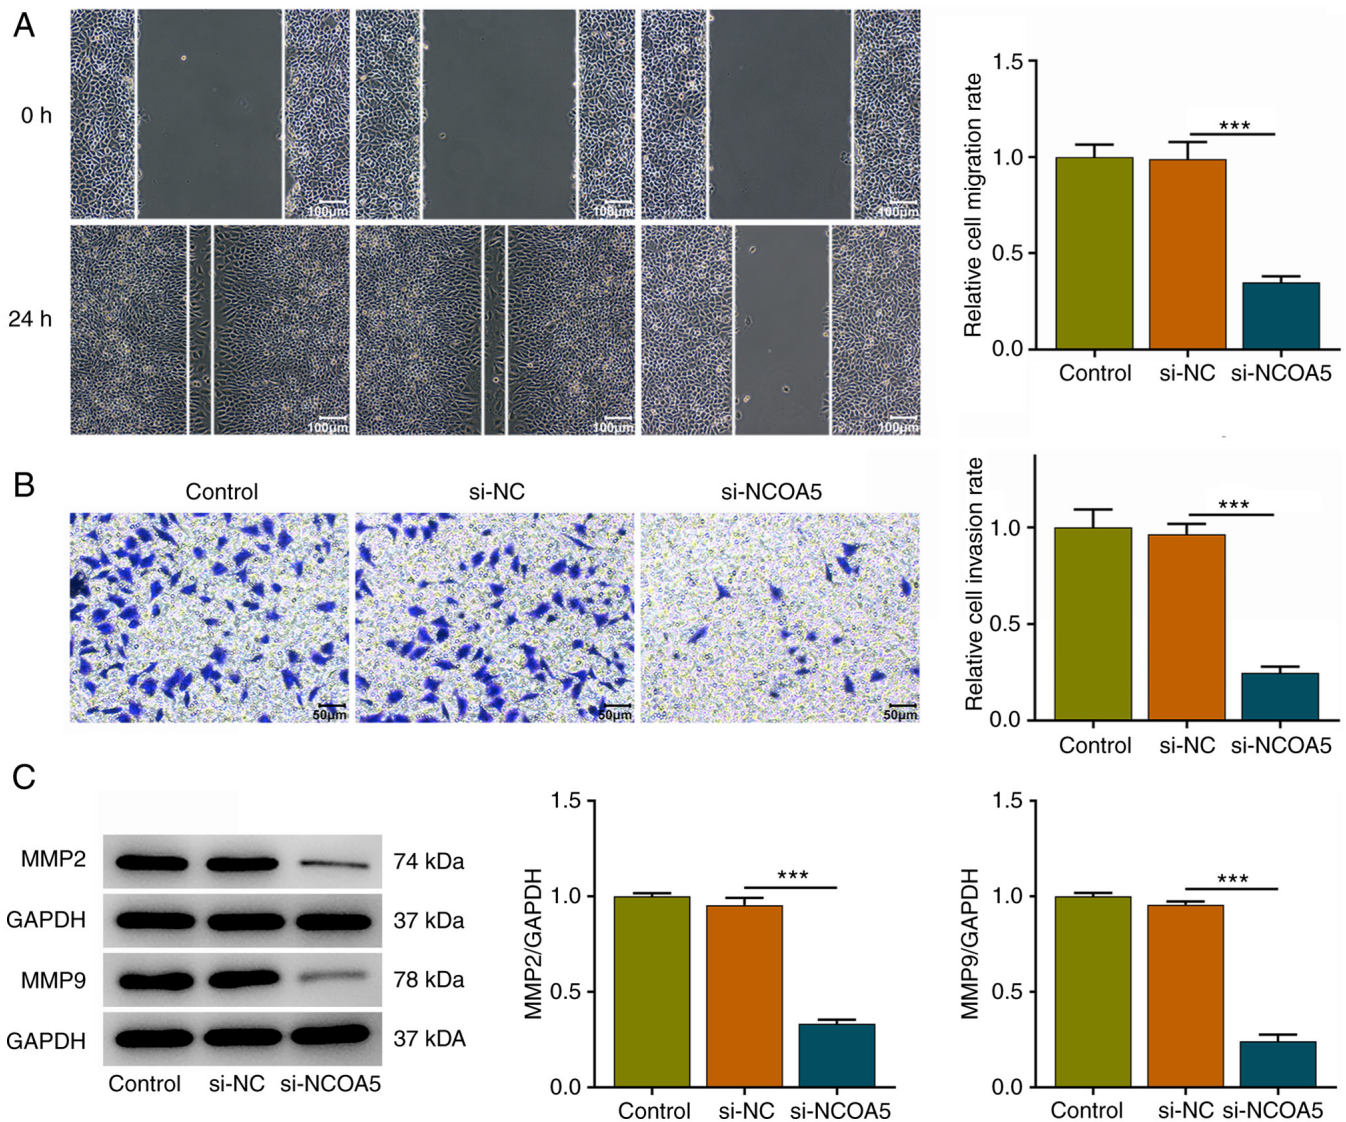 A
0 h
100µm
100µm
100µm
24 h
100µm
100µm
100µm
Relative cell migration rate
1.5
1.0
0.5
0.0
***
Control
si-NC
si-NCOA5
B
Control
si-NC
si-NCOA5
50µm
50µm
50µm
Relative cell invasion rate
1.0
0.5
0.0
***
Control
si-NC
si-NCOA5
C
MMP2
74 kDa
GAPDH
37 kDa
MMP9
78 kDa
GAPDH
37 kDA
Control
si-NC
si-NCOA5
MMP2/GAPDH
1.5
1.0
0.5
0.0
***
Control
si-NC
si-NCOA5
MMP9/GAPDH
1.5
1.0
0.5
0.0
***
Control
si-NC
si-NCOA5